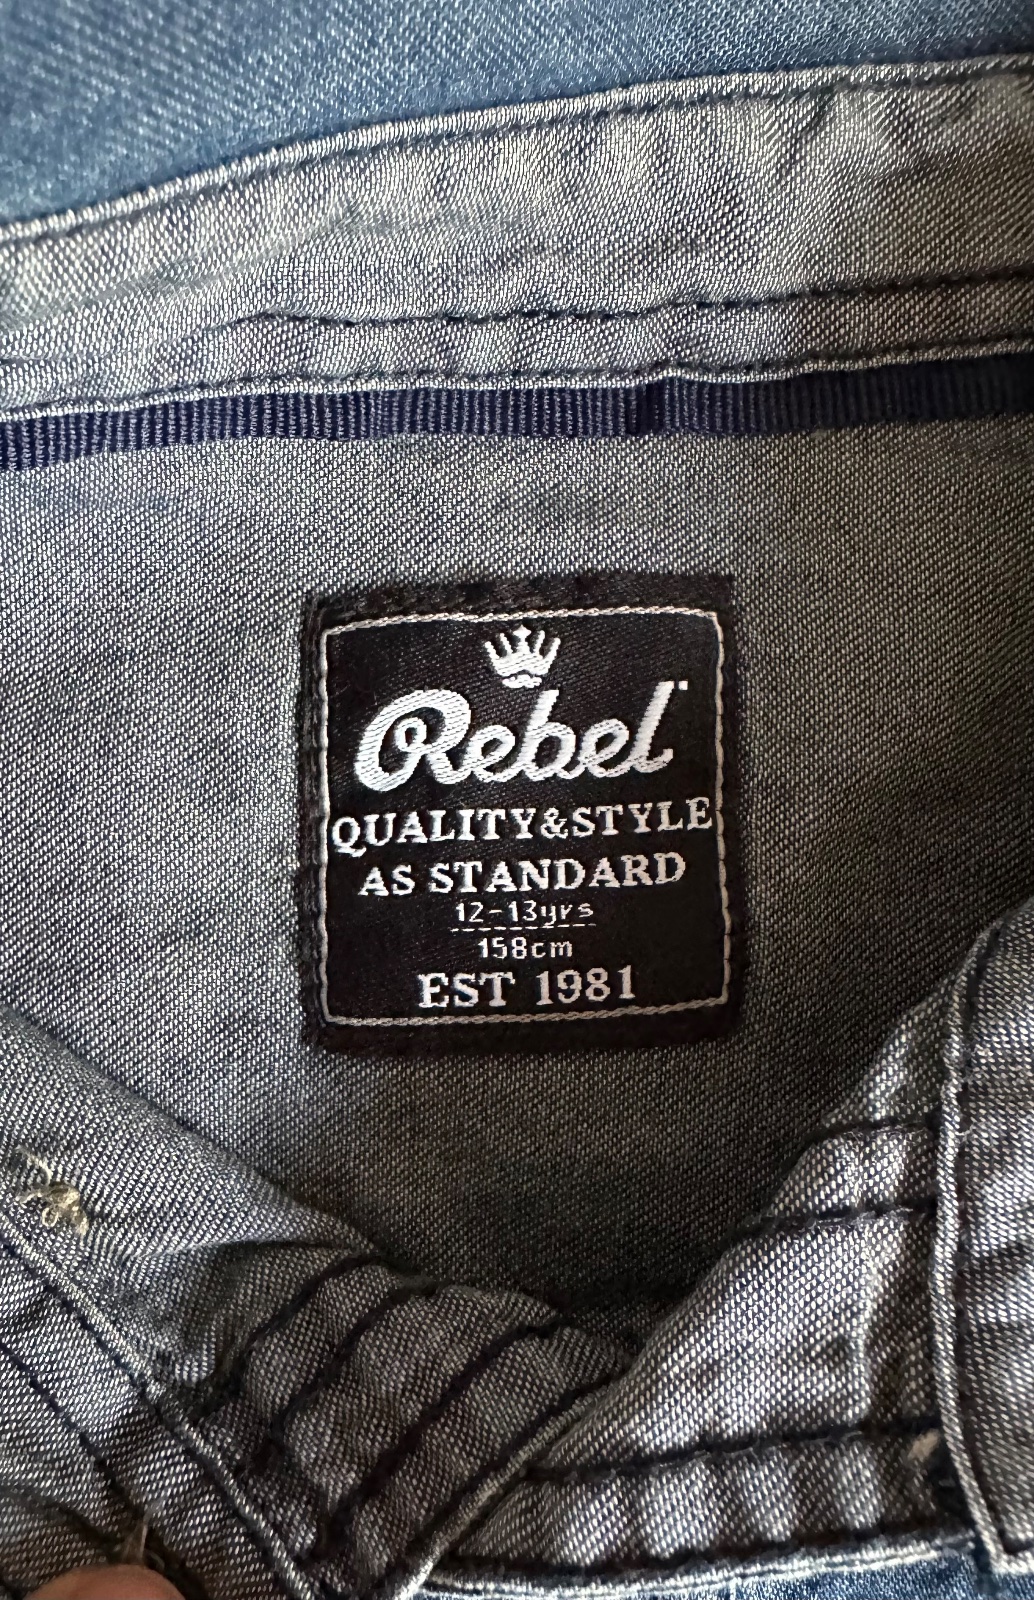 Rebel
QUALITY&STYLE
AS STANDARD
12-13yrs
158cm
EST 1981